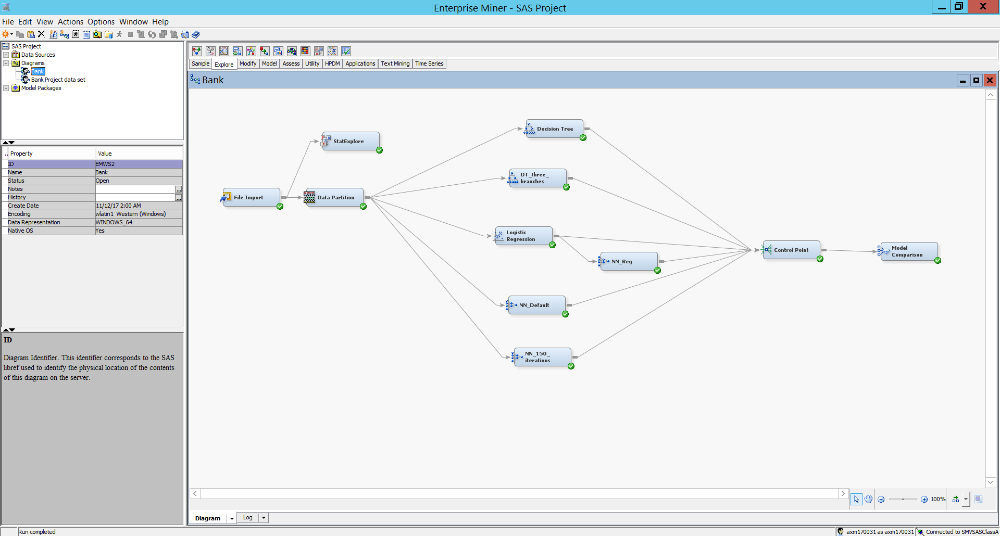 Enterprise Miner - SAS Project
File Edit View Actions Options Window Help
SAS Project
Data Sources
Diagrams
Bank
Bank Project data set
Model Packages
Sample Explore Modify Model Assess Utility HPDM Applications Text Mining Time Series
Bank
.. Property Value
ID EMWS2
Name Bank
Status Open
Notes ...
History ...
Create Date 11/12/17 2:00 AM
Encoding wlatin1 Western (Windows)
Data Representation WINDOWS_64
Native OS Yes
ID
Diagram Identifier. This identifier corresponds to the SAS
libref used to identify the physical location of the contents
of this diagram on the server.
Decision Tree
StatExplore
DT_three_
branches
File Import
Data Partition
Logistic
Regression
NN_Reg
Control Point
Model
Comparison
NN_Default
NN_150_
iterations
100%
Diagram Log
Run completed
axm170031 as axm170031 Connected to SMVSASClassA